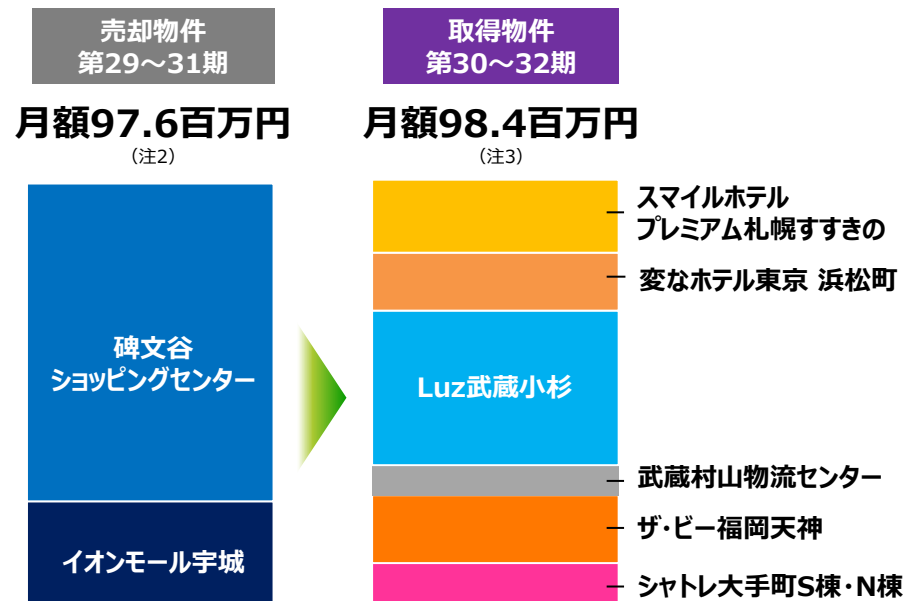 売却物件
第29～31期
取得物件
第30～32期
月額97.6百万円
（注2）
月額98.4百万円
（注3）
碑文谷
ショッピングセンター
イオンモール宇城
スマイルホテル
プレミアム札幌すすきの
変なホテル東京 浜松町
Luz武蔵小杉
武蔵村山物流センター
ザ・ビー福岡天神
シャトレ大手町S棟・N棟